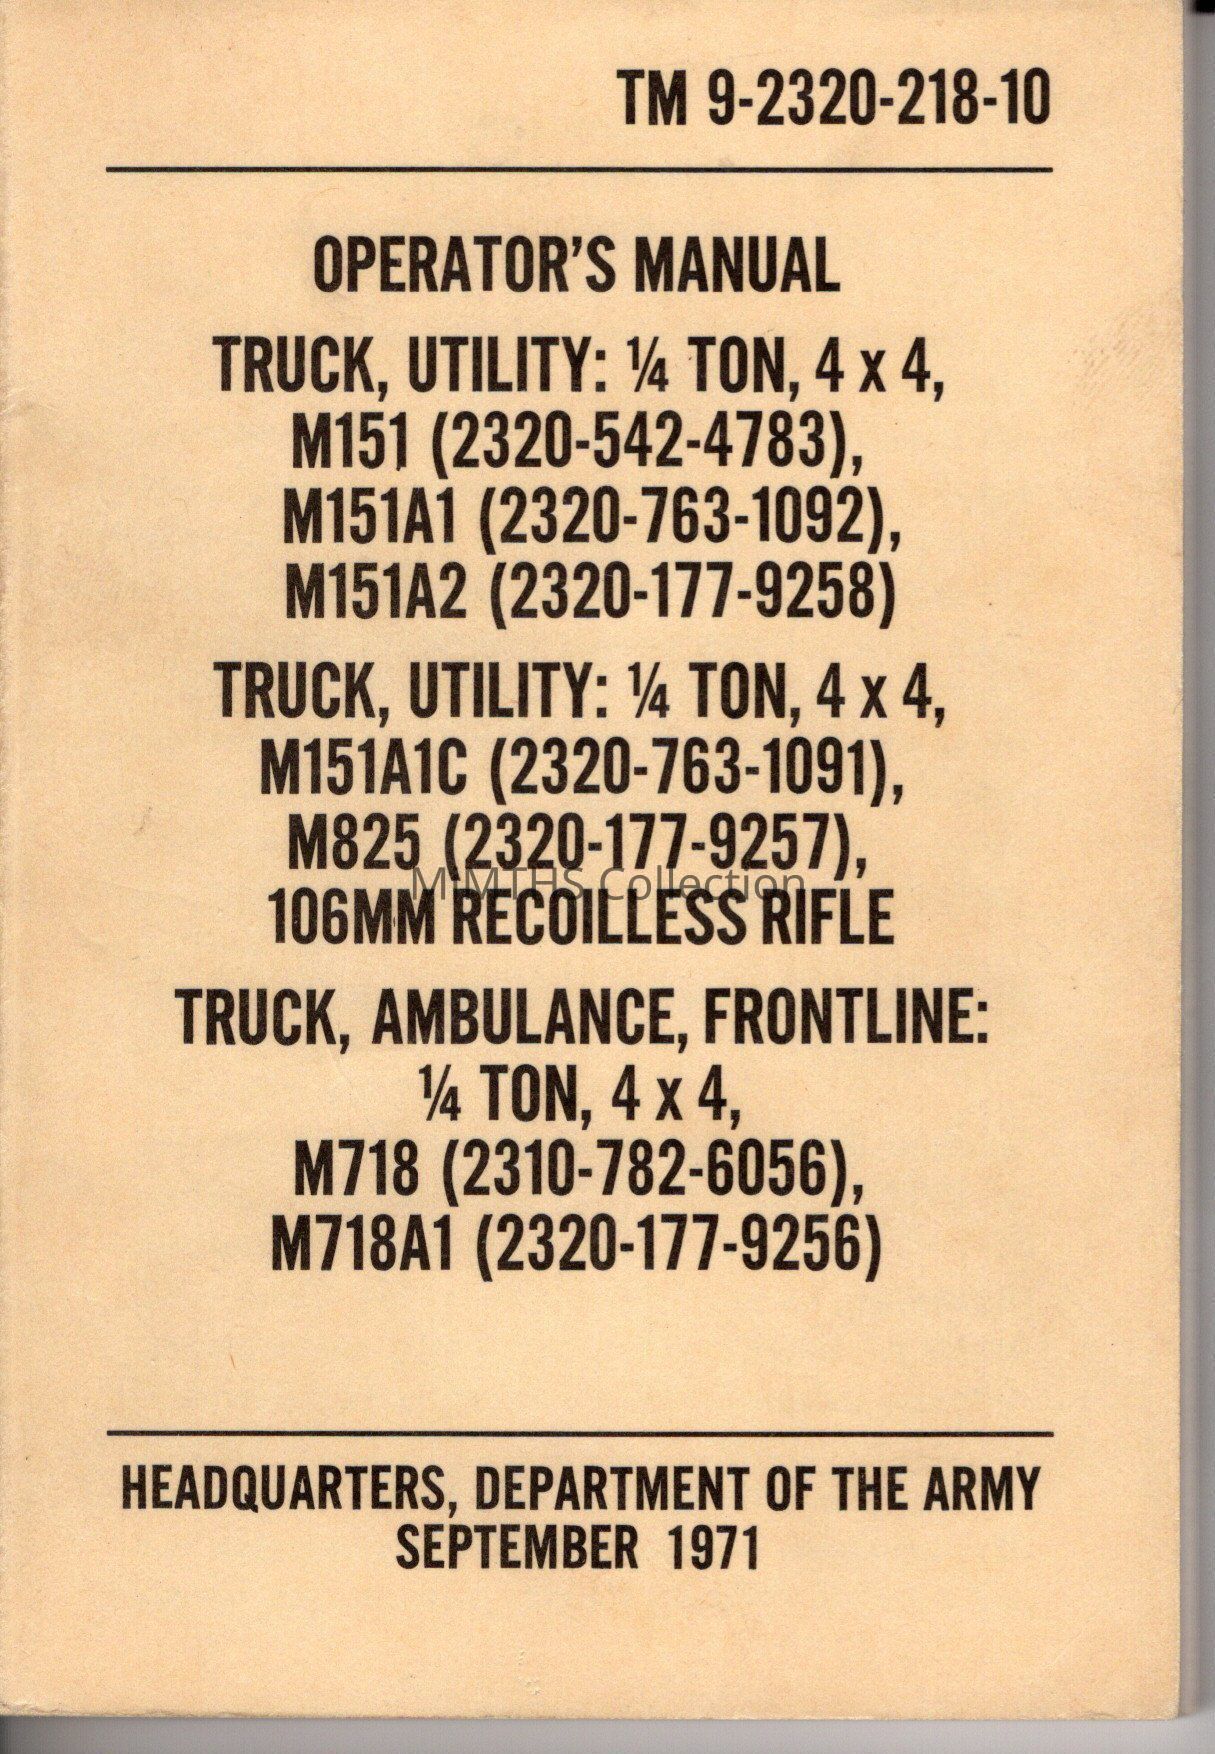 TM 9-2320-218-10
OPERATOR'S MANUAL
TRUCK, UTILITY: ¼ TON, 4 x 4,
M151 (2320-542-4783),
M151A1 (2320-763-1092),
M151A2 (2320-177-9258)
TRUCK, UTILITY: ¼ TON, 4 x 4,
M151A1C (2320-763-1091),
M825 (2320-177-9257),
MIMTHS Collection
106MM RECOILLESS RIFLE
TRUCK, AMBULANCE, FRONTLINE:
¼ TON, 4 x 4,
M718 (2310-782-6056),
M718A1 (2320-177-9256)
HEADQUARTERS, DEPARTMENT OF THE ARMY
SEPTEMBER 1971